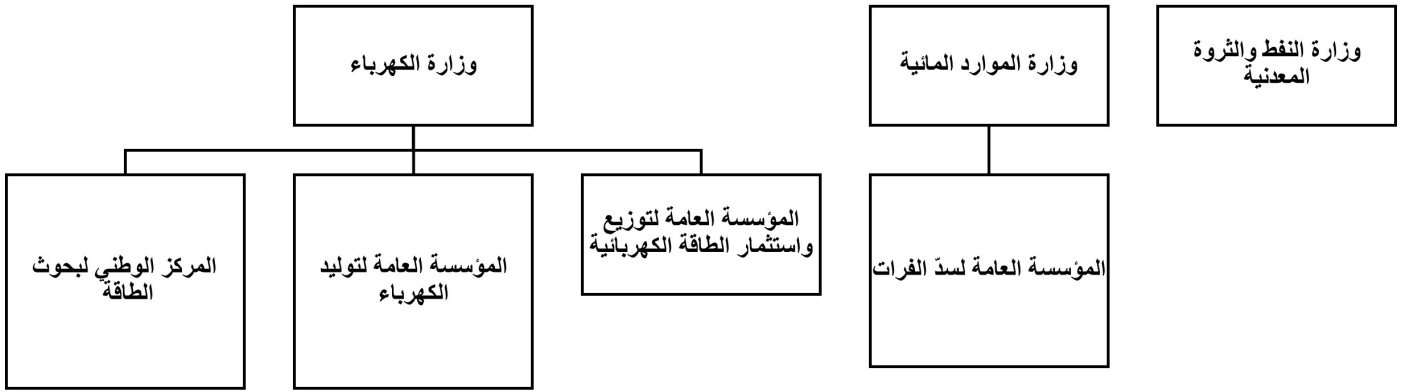 وزارة النفط والثروة
المعدنية
وزارة الموارد المائية
وزارة الكهرباء
المؤسسة العامة لسدّ الفرات
المؤسسة العامة لتوزيع
واستثمار الطاقة الكهربائية
المؤسسة العامة لتوليد
الكهرباء
المركز الوطني لبحوث
الطاقة